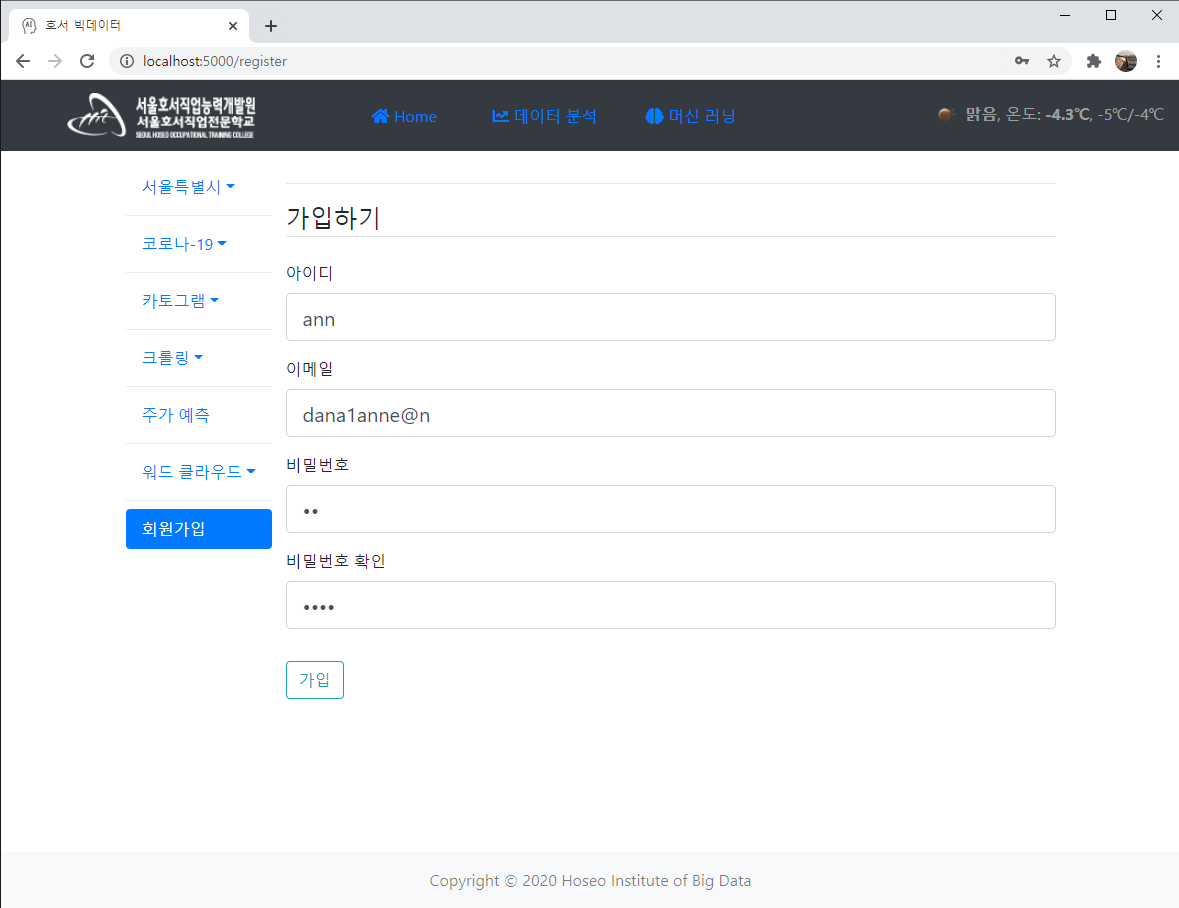 호서 빅데이터
localhost:5000/register
서울호서직업능력개발원
서울호서직업전문학교
SEOUL HOSEO OCCUPATIONAL TRAINING COLLEGE
Home
데이터 분석
머신 러닝
맑음, 온도: -4.3℃, -5℃/-4℃
서울특별시
코로나-19
카토그램
크롤링
주가 예측
워드 클라우드
회원가입
가입하기
아이디
ann
이메일
dana1anne@n
비밀번호
••
비밀번호 확인
••••
가입
Copyright © 2020 Hoseo Institute of Big Data